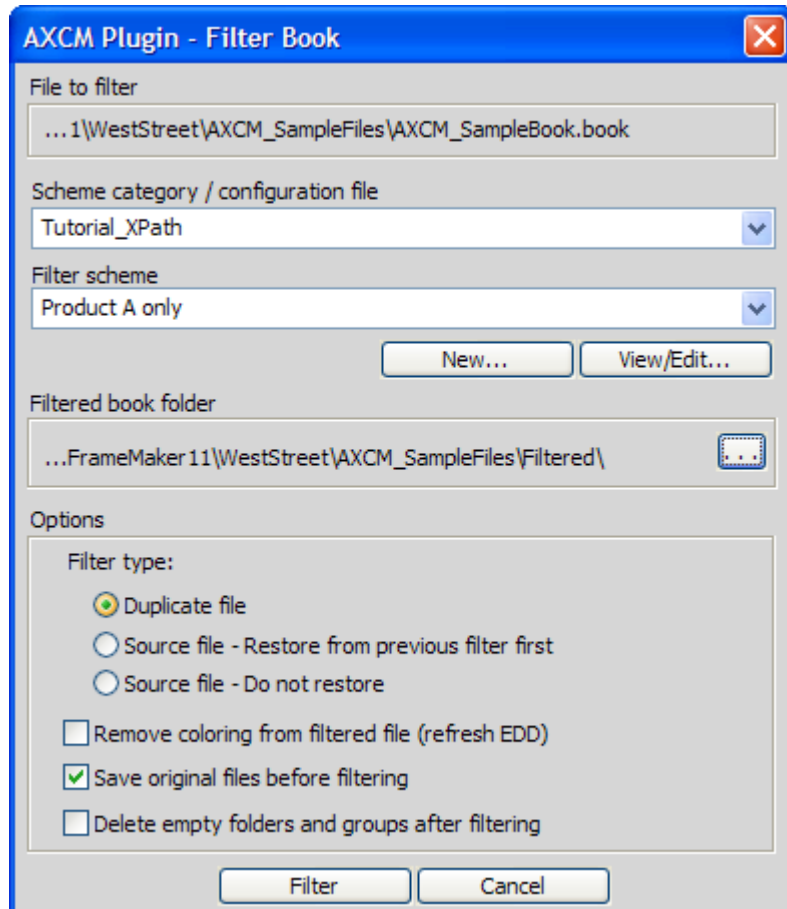 AXCM Plugin - Filter Book
File to filter
...1\WestStreet\AXCM_SampleFiles\AXCM_SampleBook.book
Scheme category / configuration file
Tutorial_XPath
Filter scheme
Product A only
New... View/Edit...
Filtered book folder
...FrameMaker11\WestStreet\AXCM_SampleFiles\Filtered\ ...
Options
Filter type:
Duplicate file
Source file - Restore from previous filter first
Source file - Do not restore
Remove coloring from filtered file (refresh EDD)
Save original files before filtering
Delete empty folders and groups after filtering
Filter Cancel